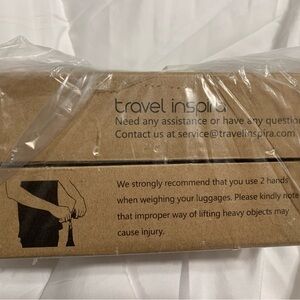 travel inspira
Need any assistance or have any question
Contact us at service@travelinspira.com
We strongly recommend that you use 2 hands
when weighing your luggages. Please kindly note
that improper way of lifting heavy objects may
cause injury.